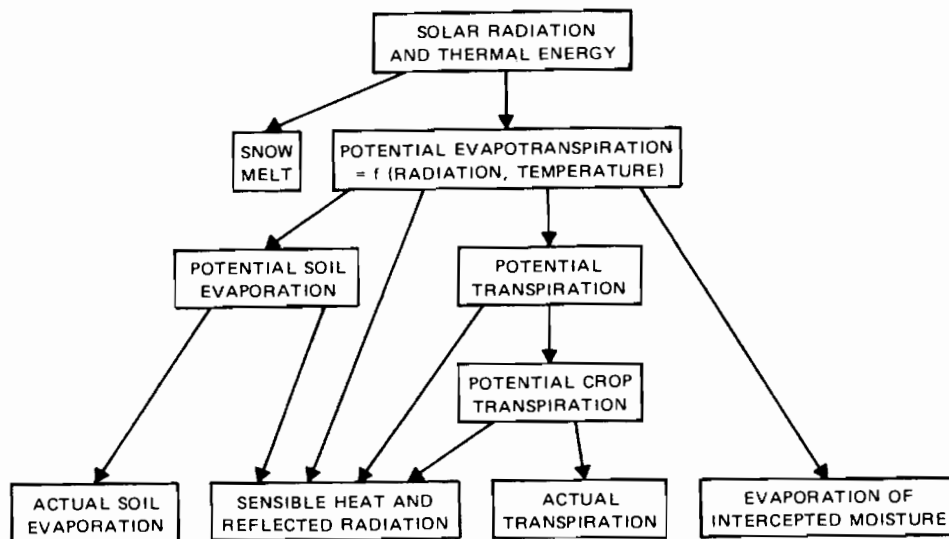 SOLAR RADIATION
AND THERMAL ENERGY
SNOW
MELT
POTENTIAL EVAPOTRANSPIRATION
= f (RADIATION, TEMPERATURE)
POTENTIAL SOIL
EVAPORATION
POTENTIAL
TRANSPIRATION
POTENTIAL CROP
TRANSPIRATION
ACTUAL SOIL
EVAPORATION
SENSIBLE HEAT AND
REFLECTED RADIATION
ACTUAL
TRANSPIRATION
EVAPORATION OF
INTERCEPTED MOISTURE